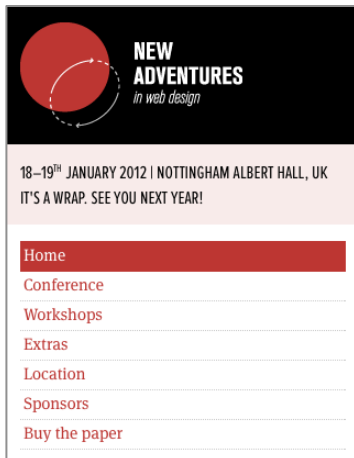 NEW
ADVENTURES
in web design
18–19TH JANUARY 2012 | NOTTINGHAM ALBERT HALL, UK
IT'S A WRAP. SEE YOU NEXT YEAR!
Home
Conference
Workshops
Extras
Location
Sponsors
Buy the paper